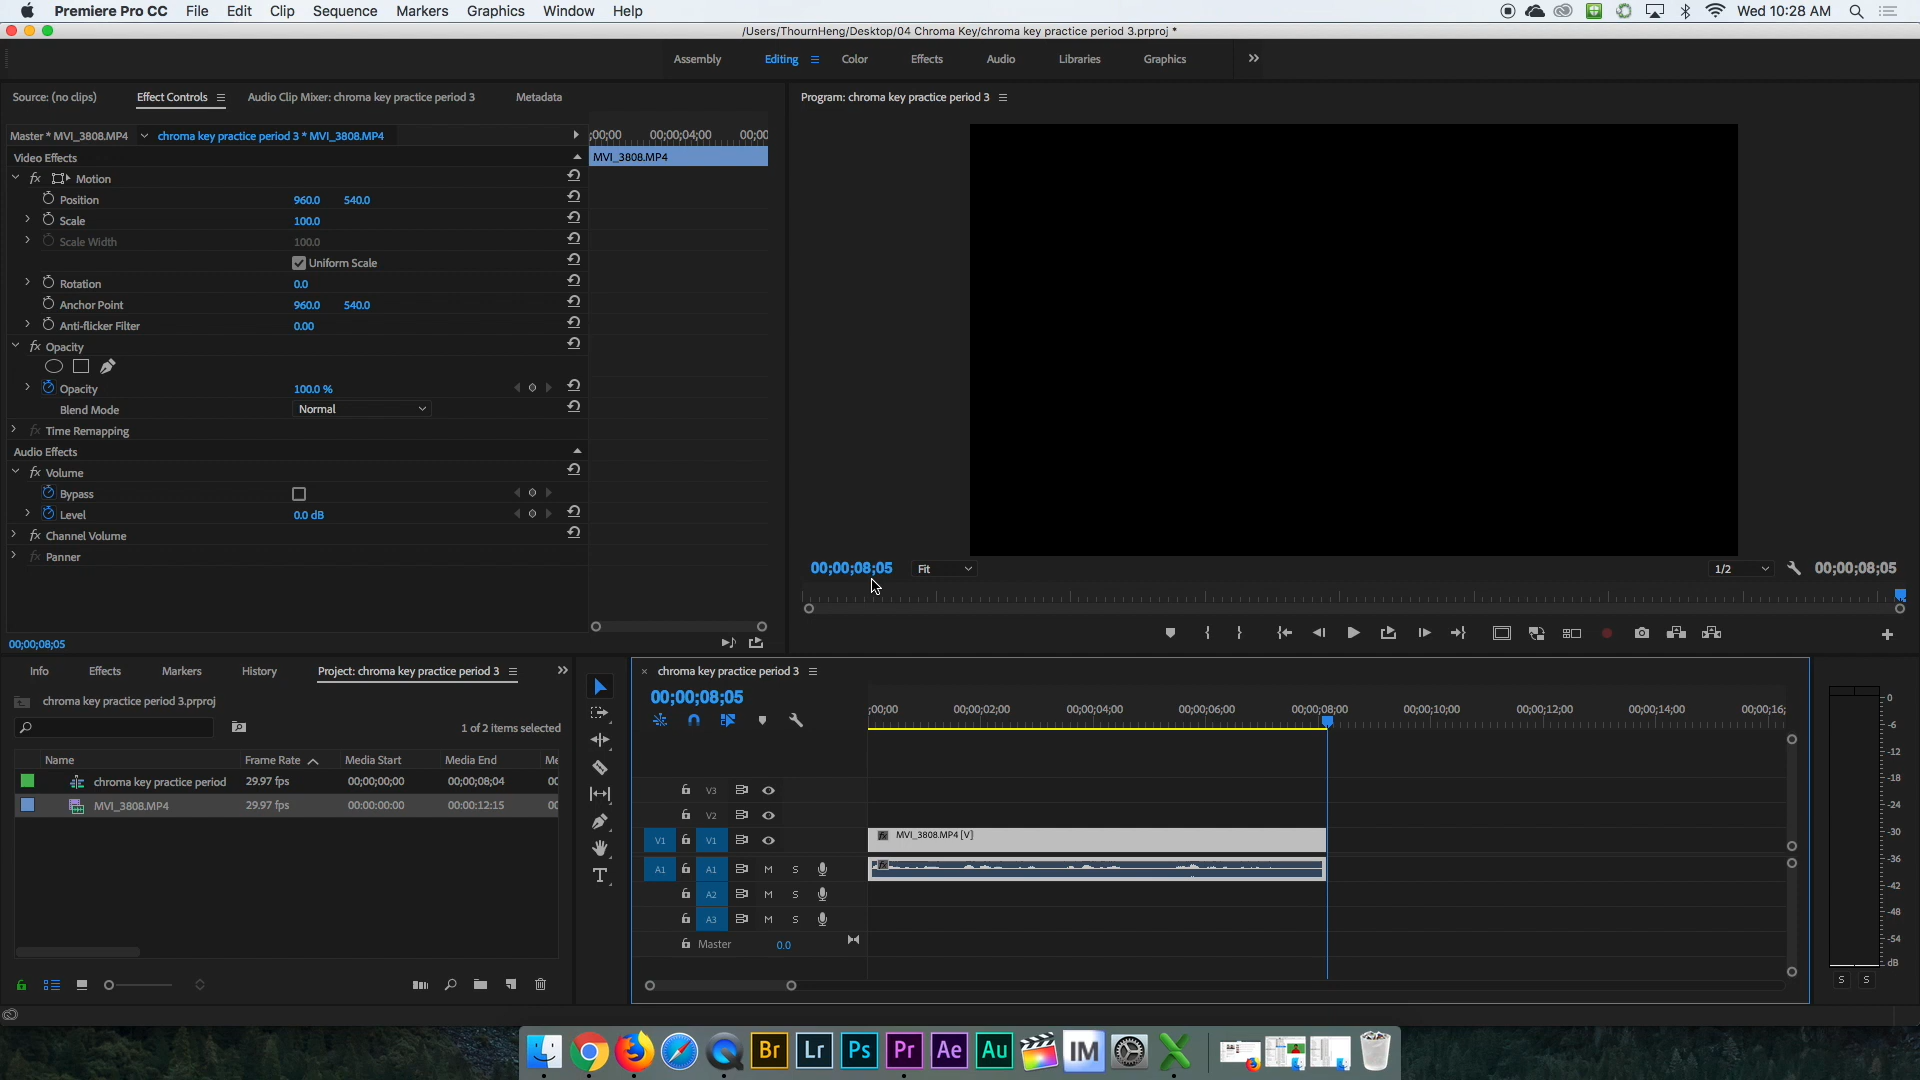 Premiere Pro CC File Edit Clip Sequence Markers Graphics Window Help
Wed 10:28 AM
/Users/ThournHeng/Desktop/04 Chroma Key/chroma key practice period 3.prproj *
Assembly Editing Color Effects Audio Libraries Graphics
Source: (no clips) Effect Controls Audio Clip Mixer: chroma key practice period 3 Metadata
Master * MVI_3808.MP4 chroma key practice period 3 * MVI_3808.MP4
;00;00 00;00;04;00 00;00
Video Effects
MVI_3808.MP4
fx Motion
Position 960.0 540.0
Scale 100.0
Scale Width 100.0
Uniform Scale
Rotation 0.0
Anchor Point 960.0 540.0
Anti-flicker Filter 0.00
fx Opacity
Opacity 100.0 %
Blend Mode Normal
fx Time Remapping
Audio Effects
fx Volume
Bypass
Level 0.0 dB
fx Channel Volume
fx Panner
00;00;08;05
Program: chroma key practice period 3
00;00;08;05 Fit 1/2 00;00;08;05
Info Effects Markers History Project: chroma key practice period 3
chroma key practice period 3.prproj
1 of 2 items selected
Name Frame Rate Media Start Media End Me
chroma key practice period 29.97 fps 00;00;00;00 00;00;08;04 00
MVI_3808.MP4 29.97 fps 00:00:00:00 00:00:12:15 00
chroma key practice period 3
00;00;08;05
;00;00 00;00;02;00 00;00;04;00 00;00;06;00 00;00;08;00 00;00;10;00 00;00;12;00 00;00;14;00 00;00;16;
V3
V2
V1 V1 fx MVI_3808.MP4 [V]
A1 A1 M S fx
A2 M S
A3 M S
Master 0.0
T
0
-6
-12
-18
-24
-30
-36
-42
-48
-54
dB
S S
Br Lr Ps Pr Ae Au IM